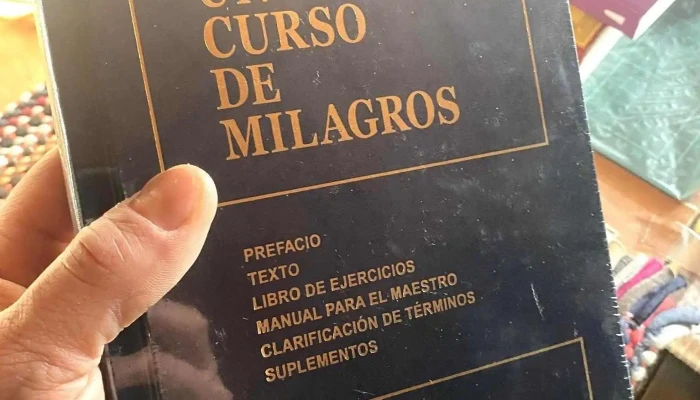 CURSO
DE
MILAGROS
PREFACIO
TEXTO
LIBRO DE EJERCICIOS
MANUAL PARA EL MAESTRO
CLARIFICACIÓN DE TÉRMINOS
SUPLEMENTOS